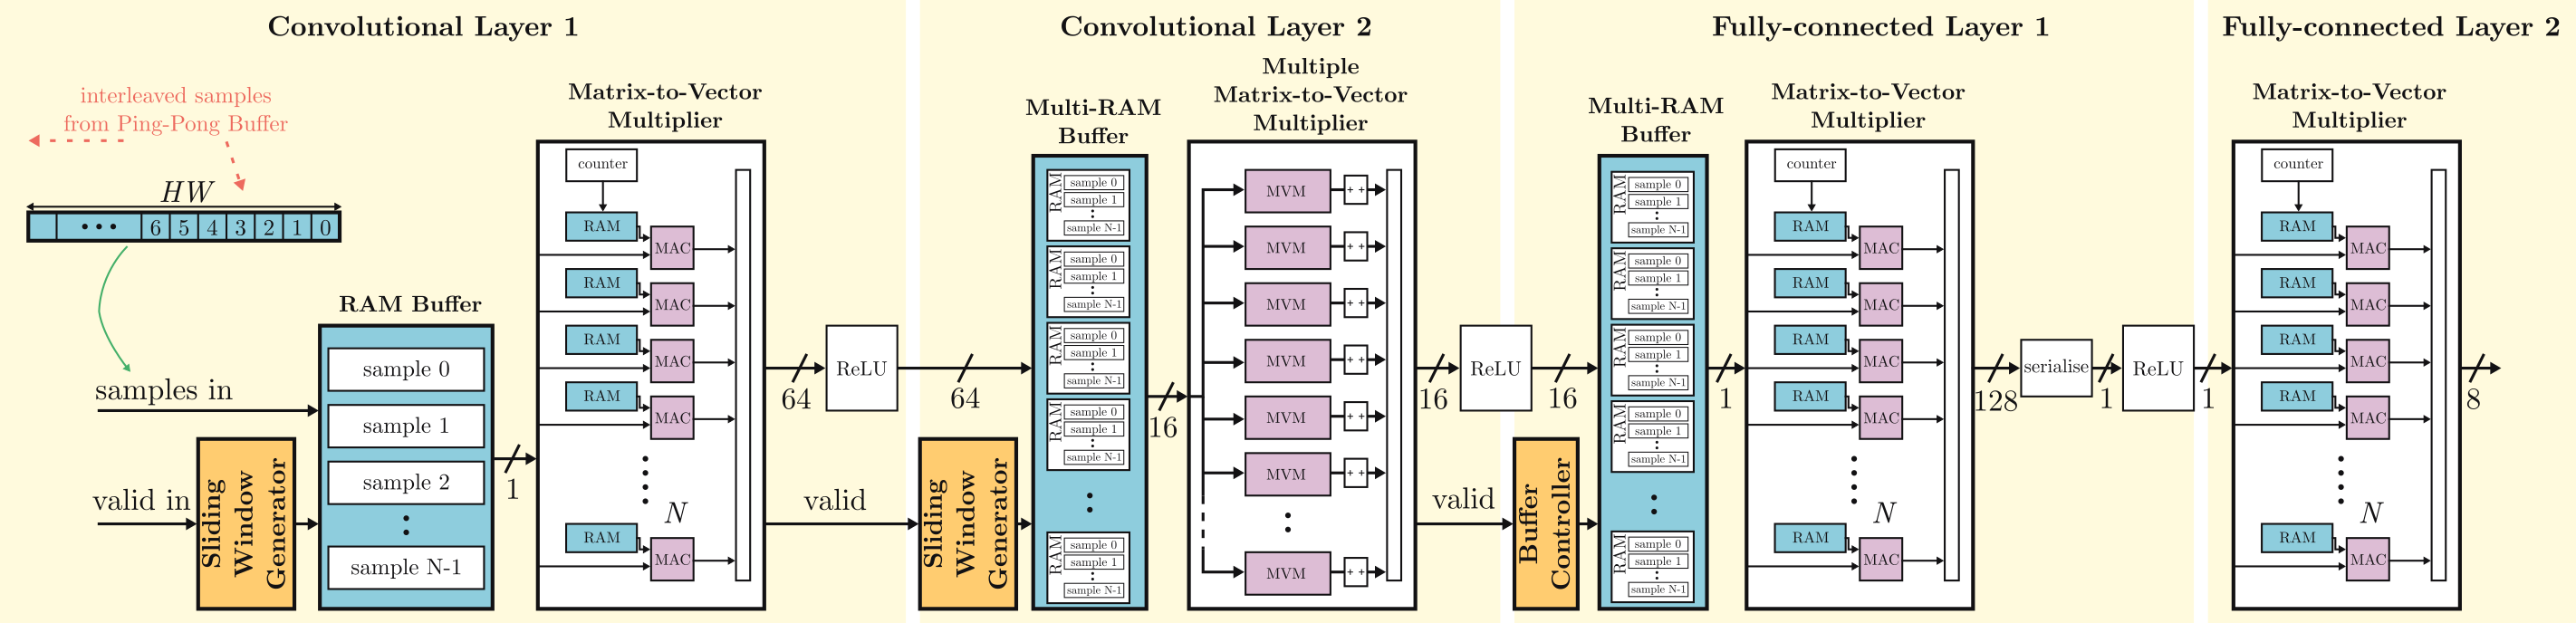 Convolutional Layer 1
interleaved samples
from Ping-Pong Buffer
HW
6 5 4 3 2 1 0
samples in
valid in
Sliding
Window
Generator
RAM Buffer
sample 0
sample 1
sample 2
sample N-1
1
Matrix-to-Vector
Multiplier
counter
RAM
MAC
RAM
MAC
RAM
MAC
RAM
MAC
N
RAM
MAC
64
ReLU
valid
Convolutional Layer 2
64
Sliding
Window
Generator
Multi-RAM
Buffer
RAM
sample 0
sample 1
sample N-1
RAM
sample 0
sample 1
sample N-1
RAM
sample 0
sample 1
sample N-1
RAM
sample 0
sample 1
sample N-1
RAM
sample 0
sample 1
sample N-1
16
Multiple
Matrix-to-Vector
Multiplier
MVM + +
MVM + +
MVM + +
MVM + +
MVM + +
MVM + +
MVM + +
16
ReLU
valid
Fully-connected Layer 1
16
Buffer
Controller
Multi-RAM
Buffer
RAM
sample 0
sample 1
sample N-1
RAM
sample 0
sample 1
sample N-1
RAM
sample 0
sample 1
sample N-1
RAM
sample 0
sample 1
sample N-1
RAM
sample 0
sample 1
sample N-1
1
Matrix-to-Vector
Multiplier
counter
RAM
MAC
RAM
MAC
RAM
MAC
RAM
MAC
N
RAM
MAC
128
serialise
1
ReLU
1
Fully-connected Layer 2
Matrix-to-Vector
Multiplier
counter
RAM
MAC
RAM
MAC
RAM
MAC
RAM
MAC
N
RAM
MAC
8